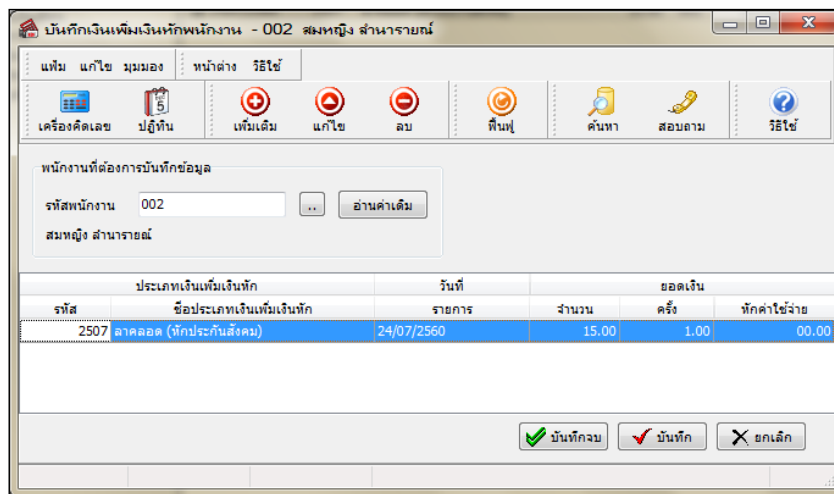 บันทึกเงินเพิ่มเงินหักพนักงาน - 002 สมหญิง สำนารายณ์
แฟ้ม แก้ไข มุมมอง หน้าต่าง วิธีใช้
เครื่องคิดเลข ปฏิทิน เพิ่มเติม แก้ไข ลบ ฟื้นฟู ค้นหา สอบถาม วิธีใช้
พนักงานที่ต้องการบันทึกข้อมูล
รหัสพนักงาน 002 .. อ่านค่าเดิม
สมหญิง สำนารายณ์
ประเภทเงินเพิ่มเงินหัก วันที่ ยอดเงิน
รหัส ชื่อประเภทเงินเพิ่มเงินหัก รายการ จำนวน ครั้ง หักค่าใช้จ่าย
2507 ลาคลอด (หักประกันสังคม) 24/07/2560 15.00 1.00 00.00
บันทึกจบ บันทึก ยกเลิก